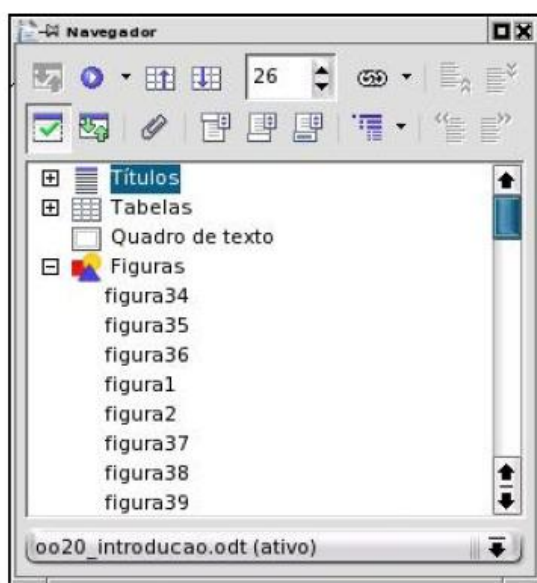 Navegador
26
Títulos
Tabelas
Quadro de texto
Figuras
figura34
figura35
figura36
figura1
figura2
figura37
figura38
figura39
oo20_introducao.odt (ativo)